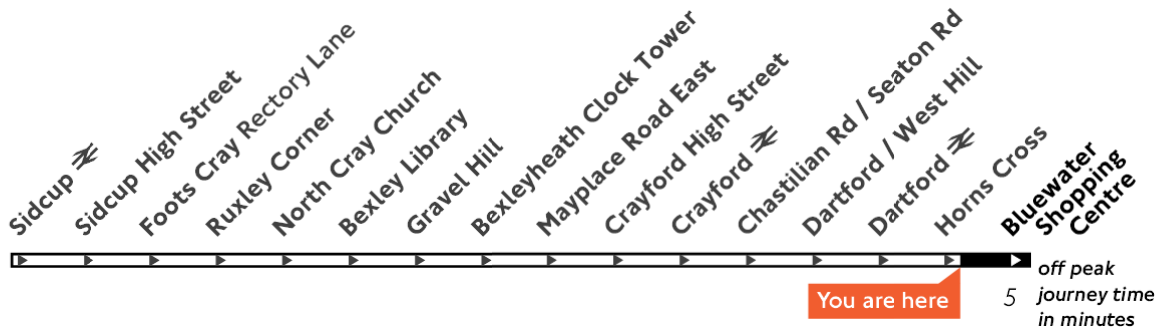 Sidcup
Sidcup High Street
Foots Cray Rectory Lane
Ruxley Corner
North Cray Church
Bexley Library
Gravel Hill
Bexleyheath Clock Tower
Mayplace Road East
Crayford High Street
Crayford
Chastilian Rd / Seaton Rd
Dartford / West Hill
Dartford
Horns Cross
Bluewater
Shopping
Centre
You are here
5
off peak
journey time
in minutes